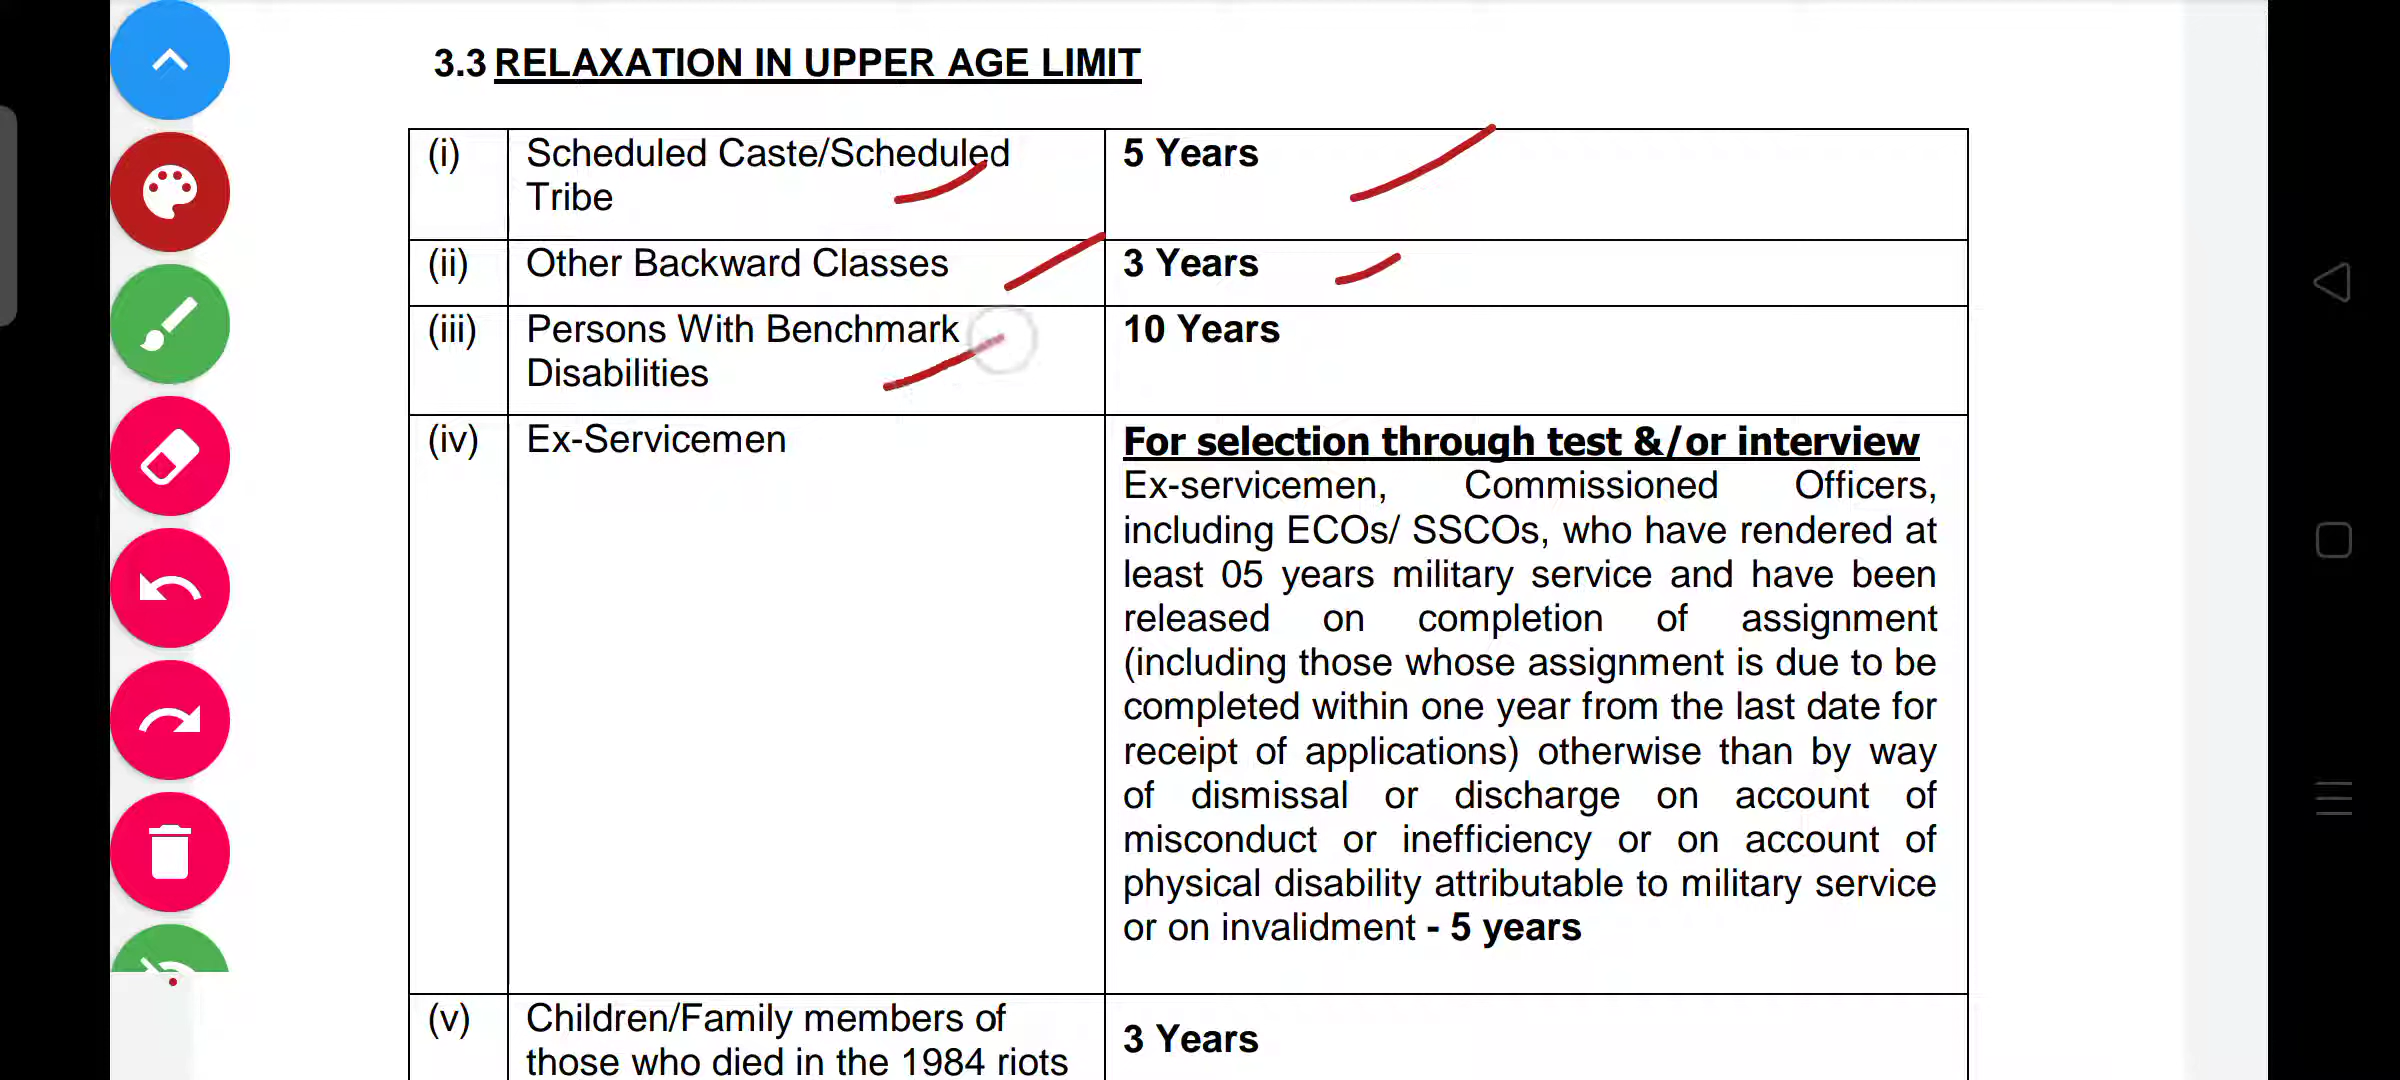 3.3 RELAXATION IN UPPER AGE LIMIT
(i) Scheduled Caste/Scheduled 5 Years
Tribe
(ii) Other Backward Classes 3 Years
(iii) Persons With Benchmark 10 Years
Disabilities
(iv) Ex-Servicemen For selection through test &/or interview
Ex-servicemen, Commissioned Officers,
including ECOs/ SSCOs, who have rendered at
least 05 years military service and have been
released on completion of assignment
(including those whose assignment is due to be
completed within one year from the last date for
receipt of applications) otherwise than by way
of dismissal or discharge on account of
misconduct or inefficiency or on account of
physical disability attributable to military service
or on invalidment - 5 years
(v) Children/Family members of
those who died in the 1984 riots
3 Years